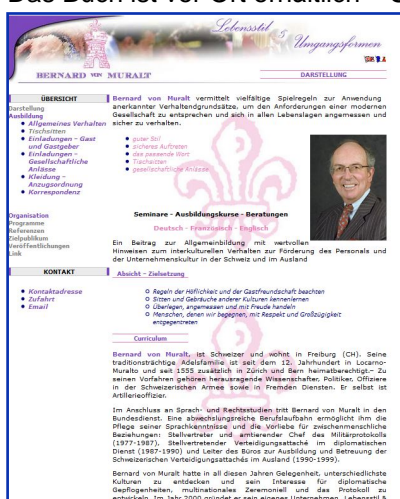 Das Buch ist vor Ort erhältlich
Lebensstil & Umgangsformen
BERNARD VON MURALT
DARSTELLUNG
ÜBERSICHT
Darstellung
Ausbildung
Allgemeines Verhalten
Tischsitten
Einladungen - Gast
und Gastgeber
Einladungen -
Gesellschaftliche
Anlässe
Kleidung -
Anzugsordnung
Korrespondenz
Organisation
Programme
Referenzen
Zielpublikum
Veröffentlichungen
Link
KONTAKT
Kontaktadresse
Zufahrt
Email
Bernard von Muralt vermittelt vielfältige Spielregeln zur Anwendung
anerkannter Verhaltendgrundsätze, um den Anforderungen einer modernen
Gesellschaft zu entsprechen und sich in allen Lebenslagen angemessen und
sicher zu verhalten.
guter Stil
sicheres Auftreten
das passende Wort
Tischsitten
gesellschaftliche Anlässe
Seminare - Ausbildungskurse - Beratungen
Deutsch - Französisch - Englisch
Ein Beitrag zur Allgemeinbildung mit wertvollen
Hinweisen zum interkulturellen Verhalten zur Förderung des Personals und
der Unternehmenskultur in der Schweiz und im Ausland
Absicht - Zielsetzung
Regeln der Höflichkeit und der Gastfreundschaft beachten
Sitten und Gebräuche anderer Kulturen kennenlernen
Überlegen, angemessen und mit Freude handeln
Menschen, denen wir begegnen, mit Respekt und Großzügigkeit
entgegentreten
Curriculum
Bernard von Muralt, ist Schweizer und wohnt in Freiburg (CH). Seine
traditionsträchtige Adelsfamilie ist seit dem 12. Jahrhundert in Locarno-
Muralto und seit 1555 zusätzlich in Zürich und Bern heimatberechtigt.- Zu
seinen Vorfahren gehören herausragende Wissenschafter, Politiker, Offiziere
in der Schweizerischen Armee sowie in Fremden Diensten. Er selbst ist
Artillerieoffizier.
Im Anschluss an Sprach- und Rechtsstudien tritt Bernard von Muralt in den
Bundesdienst. Eine abwechslungsreiche Berufslaufbahn ermöglicht ihm die
Pflege seiner Sprachkenntnisse und die Vorliebe für zwischenmenschliche
Beziehungen: Stellvertreter und amtierender Chef des Militärprotokolls
(1977-1987), Stellvertretender Verteidigungsattaché im diplomatischen
Dienst (1987-1990) und Leiter des Büros zur Ausbildung und Betreuung der
Schweizerischen Verteidigungsattachés im Ausland (1990-1999).
Bernard von Muralt hatte in all diesen Jahren Gelegenheit, unterschiedlichste
Kulturen zu entdecken und sein Interesse für diplomatische
Gepflogenheiten, multinationales Zeremoniell und das Protokoll zu
entwickeln. Im Jahr 2000 gründet er sein eigenes Unternehmen, Lebensstil &